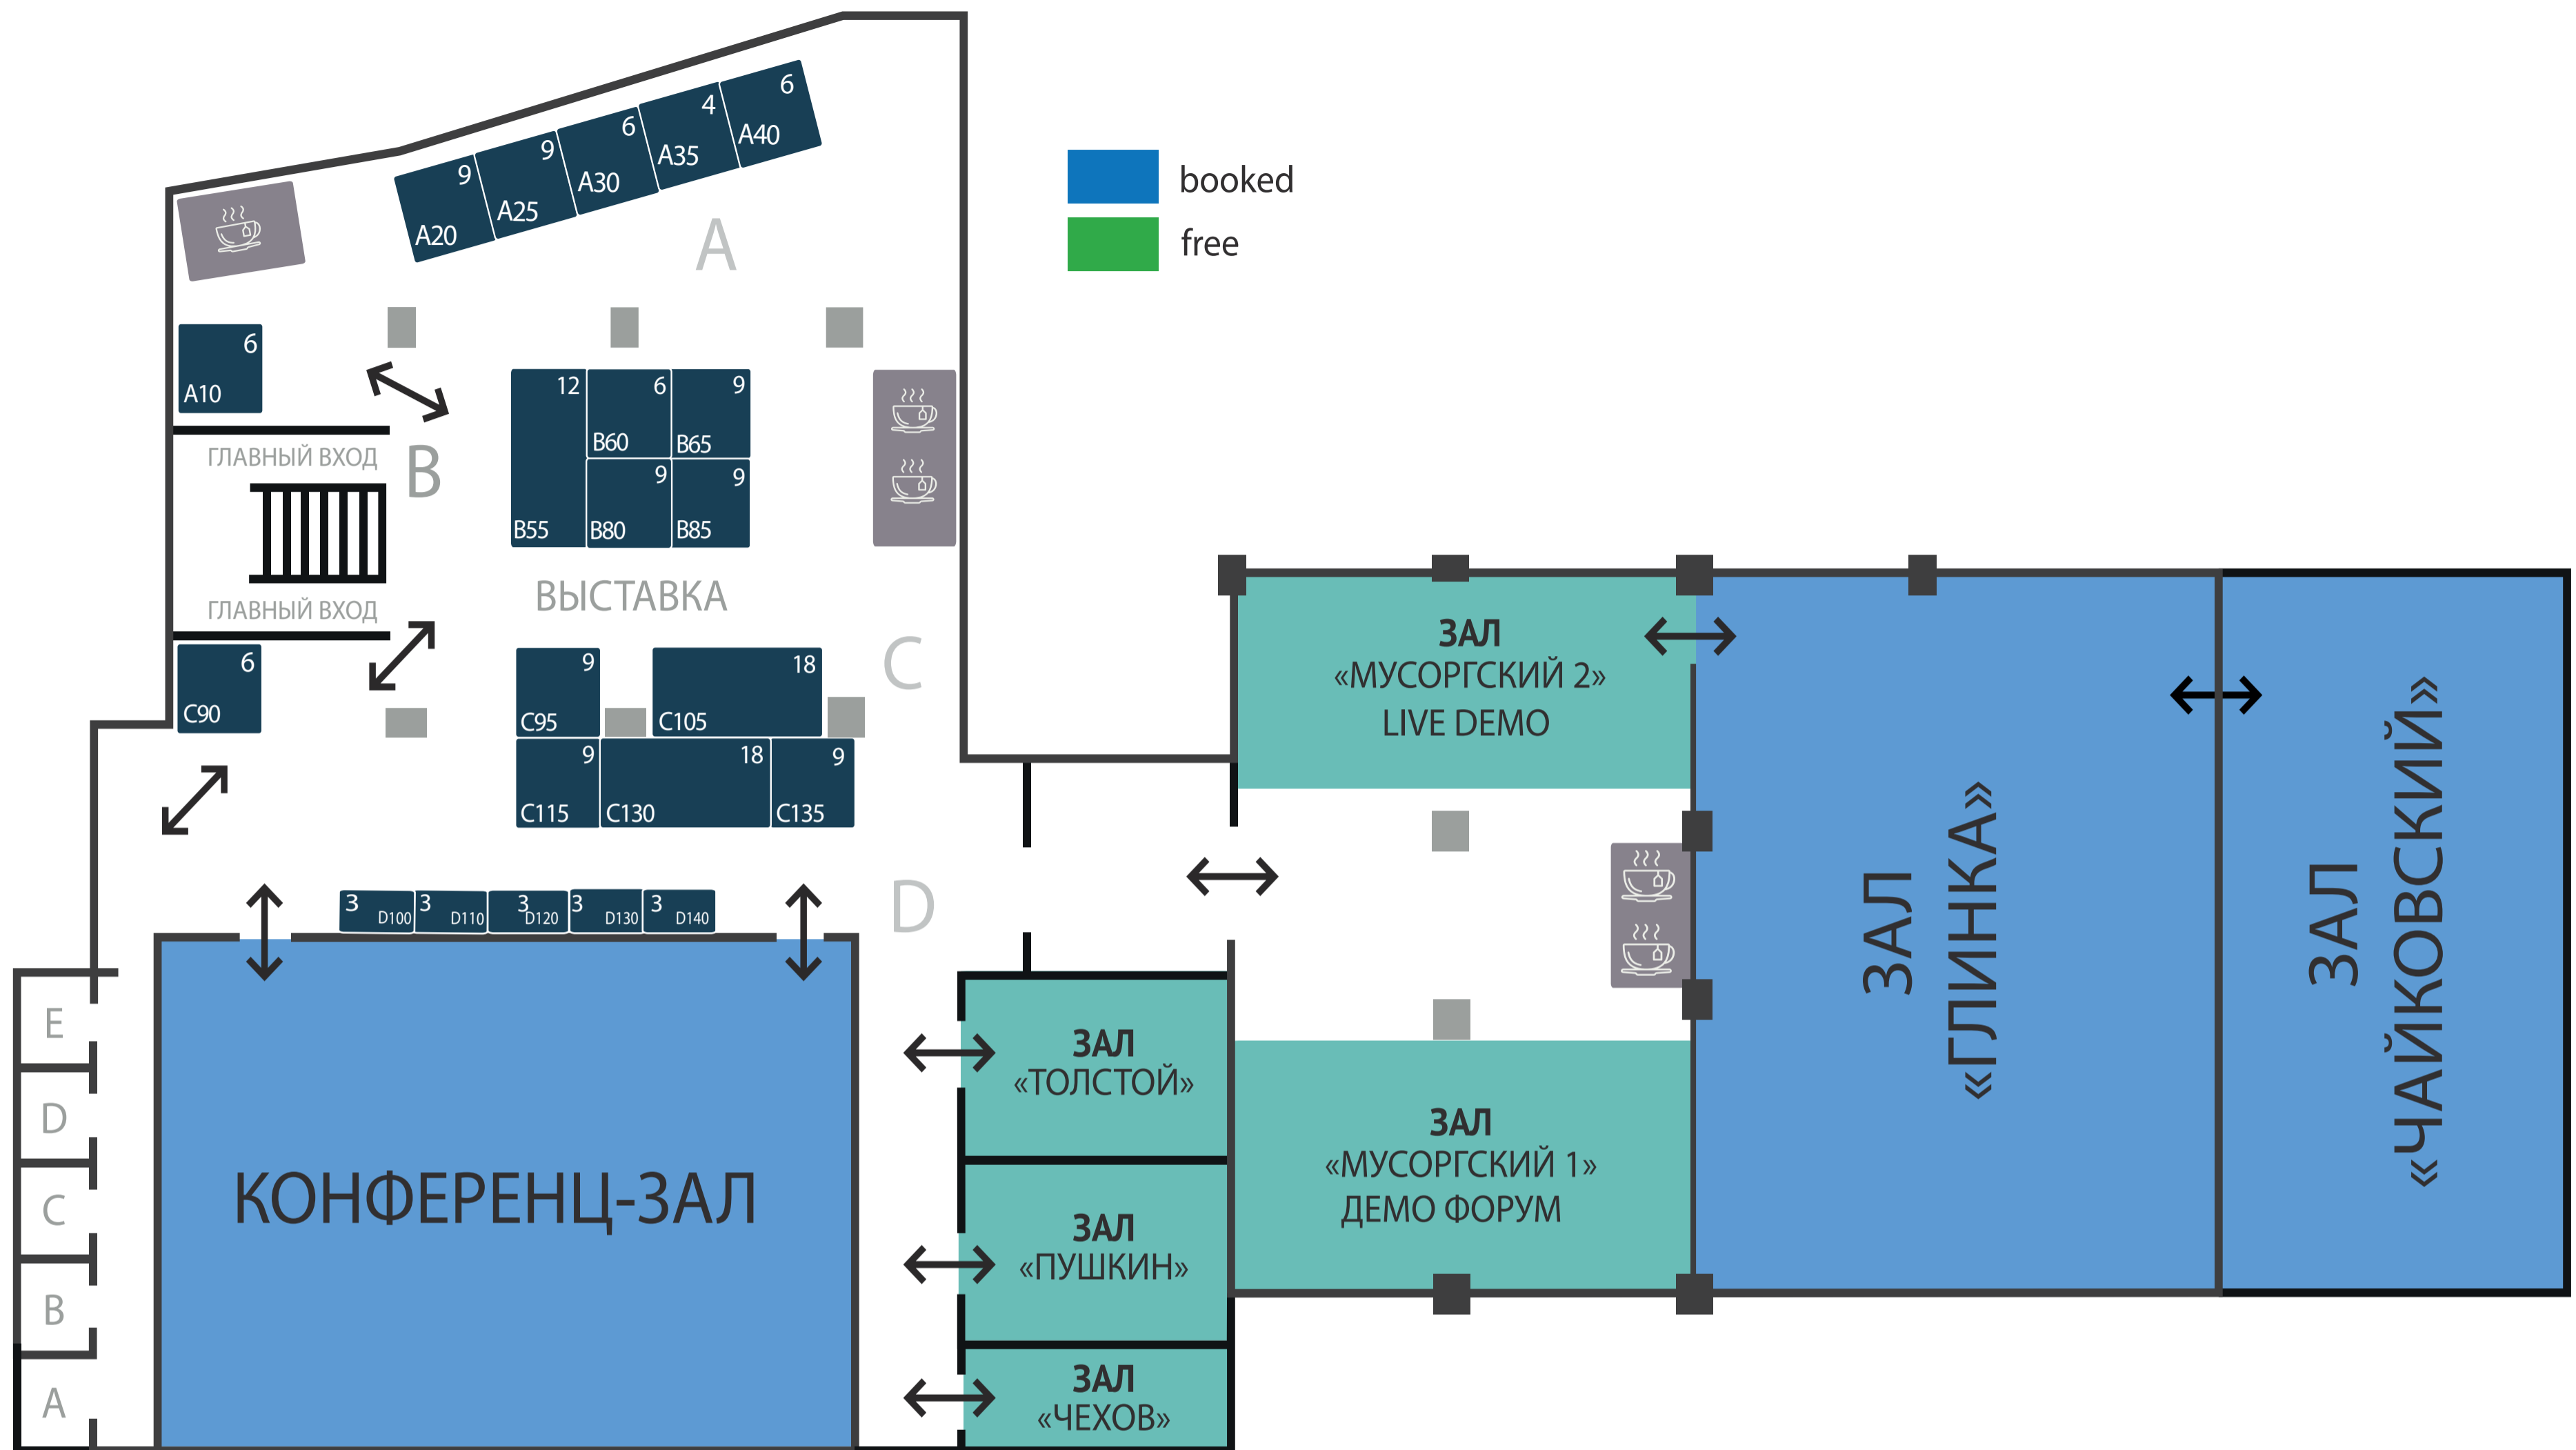 6
A40
4
A35
6
A30
9
A25
9
A20
A
booked
free
6
A10
ГЛАВНЫЙ ВХОД
B
ГЛАВНЫЙ ВХОД
12
B55
6
B60
9
B65
9
B80
9
B85
ВЫСТАВКА
6
C90
9
C95
18
C105
C
9
C115
18
C130
9
C135
3
D100
3
D110
3
D120
3
D130
3
D140
D
E
D
C
B
A
КОНФЕРЕНЦ-ЗАЛ
ЗАЛ
«ТОЛСТОЙ»
ЗАЛ
«ПУШКИН»
ЗАЛ
«ЧЕХОВ»
ЗАЛ
«МУСОРГСКИЙ 2»
LIVE DEMO
ЗАЛ
«МУСОРГСКИЙ 1»
ДЕМО ФОРУМ
ЗАЛ
«ГЛИНКА»
ЗАЛ
«ЧАЙКОВСКИЙ»